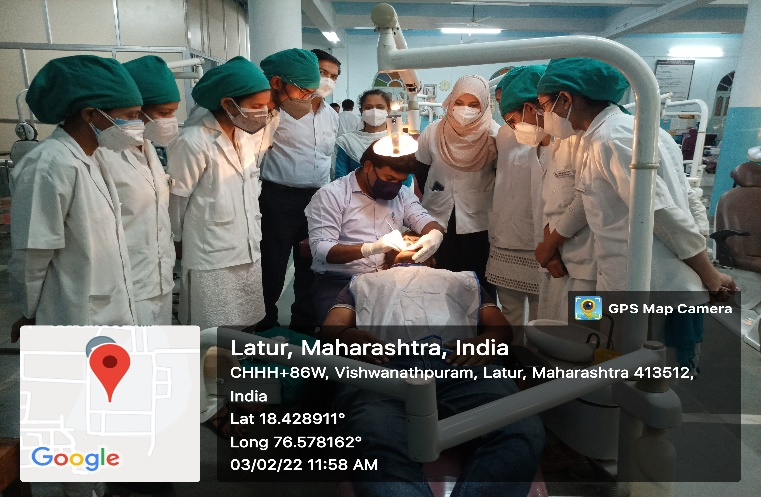 GPS Map Camera
Latur, Maharashtra, India
CHHH+86W, Vishwanathpuram, Latur, Maharashtra 413512,
India
Lat 18.428911°
Long 76.578162°
03/02/22 11:58 AM
Google